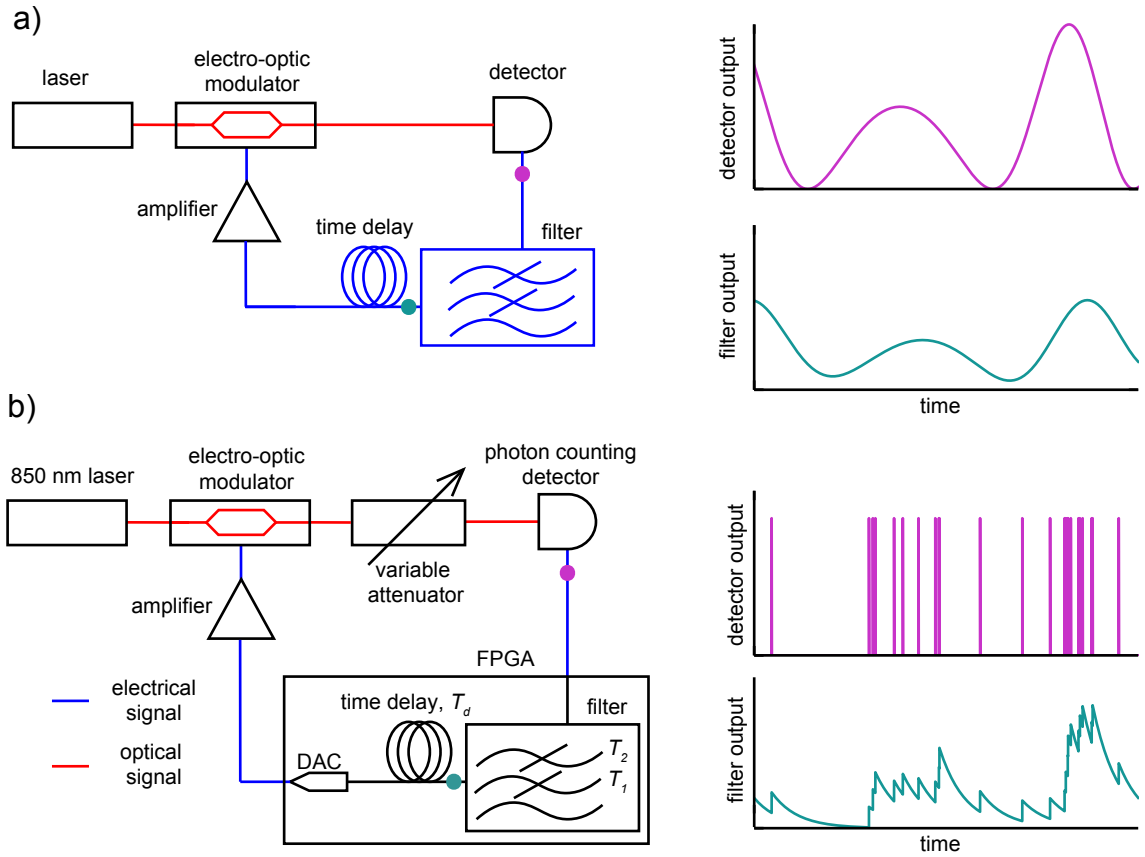 a)
laser
electro-optic
modulator
detector
amplifier
time delay
filter
detector output
filter output
time
b)
850 nm laser
electro-optic
modulator
photon counting
detector
variable
attenuator
amplifier
FPGA
time delay, T_d
filter
T_2
T_1
DAC
electrical
signal
optical
signal
detector output
filter output
time